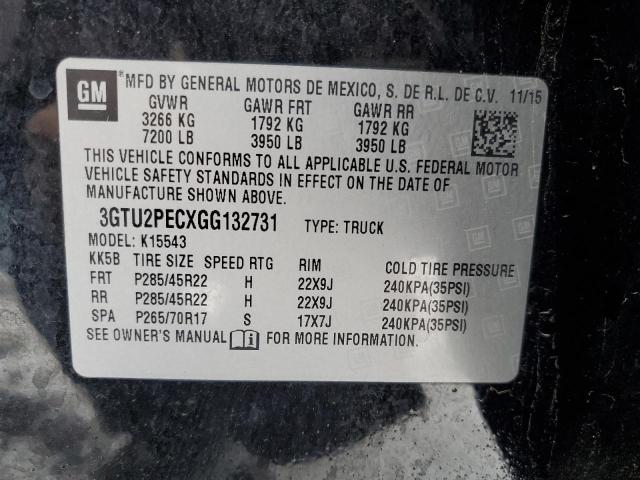 GM
® MFD BY GENERAL MOTORS DE MEXICO, S. DE R.L. DE C.V. 11/15
GVWR GAWR FRT GAWR RR
3266 KG 1792 KG 1792 KG
7200 LB 3950 LB 3950 LB
THIS VEHICLE CONFORMS TO ALL APPLICABLE U.S. FEDERAL MOTOR
VEHICLE SAFETY STANDARDS IN EFFECT ON THE DATE OF
MANUFACTURE SHOWN ABOVE.
3GTU2PECXGG132731 TYPE: TRUCK
MODEL: K15543
KK5B TIRE SIZE SPEED RTG RIM COLD TIRE PRESSURE
FRT P285/45R22 H 22X9J 240KPA(35PSI)
RR P285/45R22 H 22X9J 240KPA(35PSI)
SPA P265/70R17 S 17X7J 240KPA(35PSI)
SEE OWNER'S MANUAL FOR MORE INFORMATION